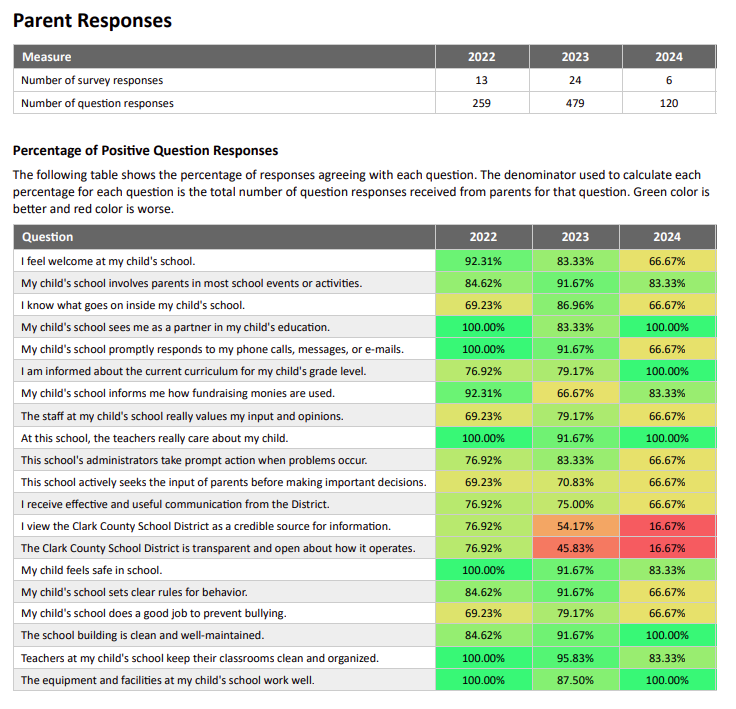 Parent Responses
Measure 2022 2023 2024
Number of survey responses 13 24 6
Number of question responses 259 479 120
Percentage of Positive Question Responses
The following table shows the percentage of responses agreeing with each question. The denominator used to calculate each
percentage for each question is the total number of question responses received from parents for that question. Green color is
better and red color is worse.
Question 2022 2023 2024
I feel welcome at my child's school. 92.31% 83.33% 66.67%
My child's school involves parents in most school events or activities. 84.62% 91.67% 83.33%
I know what goes on inside my child's school. 69.23% 86.96% 66.67%
My child's school sees me as a partner in my child's education. 100.00% 83.33% 100.00%
My child's school promptly responds to my phone calls, messages, or e-mails. 100.00% 91.67% 66.67%
I am informed about the current curriculum for my child's grade level. 76.92% 79.17% 100.00%
My child's school informs me how fundraising monies are used. 92.31% 66.67% 83.33%
The staff at my child's school really values my input and opinions. 69.23% 79.17% 66.67%
At this school, the teachers really care about my child. 100.00% 91.67% 100.00%
This school's administrators take prompt action when problems occur. 76.92% 83.33% 66.67%
This school actively seeks the input of parents before making important decisions. 69.23% 70.83% 66.67%
I receive effective and useful communication from the District. 76.92% 75.00% 66.67%
I view the Clark County School District as a credible source for information. 76.92% 54.17% 16.67%
The Clark County School District is transparent and open about how it operates. 76.92% 45.83% 16.67%
My child feels safe in school. 100.00% 91.67% 83.33%
My child's school sets clear rules for behavior. 84.62% 91.67% 66.67%
My child's school does a good job to prevent bullying. 69.23% 79.17% 66.67%
The school building is clean and well-maintained. 84.62% 91.67% 100.00%
Teachers at my child's school keep their classrooms clean and organized. 100.00% 95.83% 83.33%
The equipment and facilities at my child's school work well. 100.00% 87.50% 100.00%